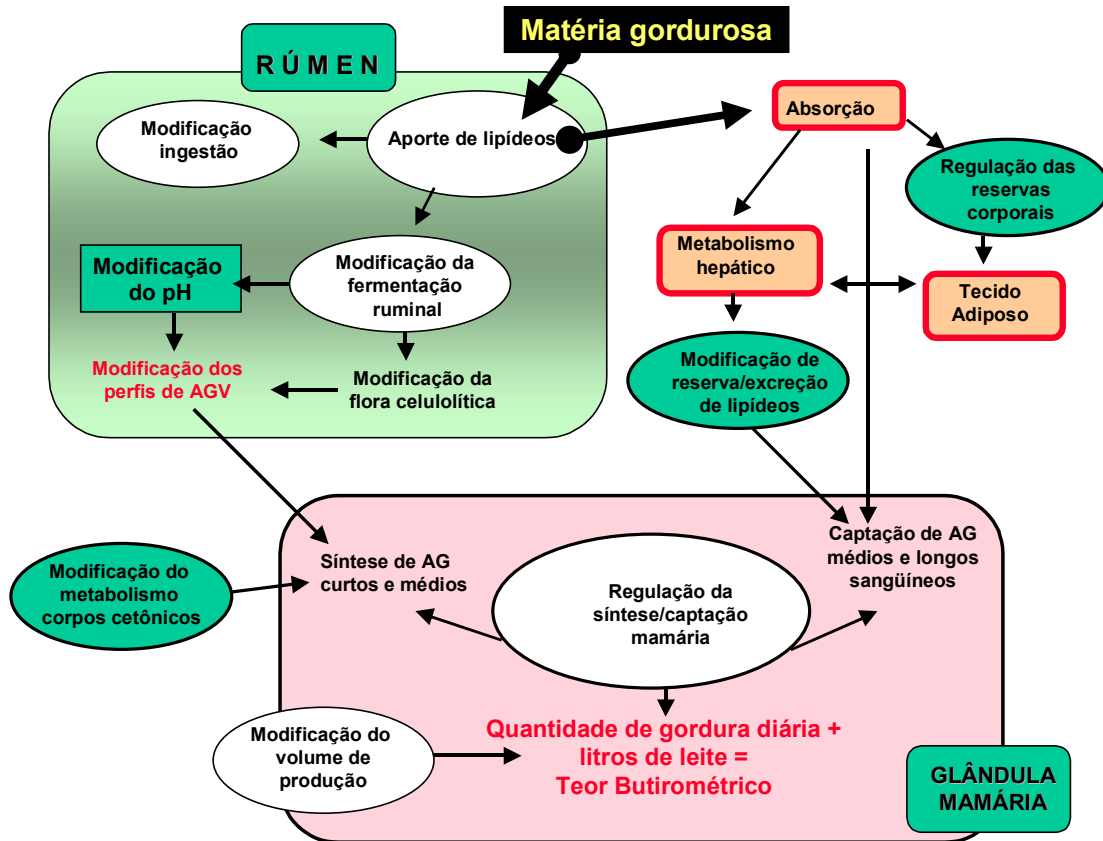 Matéria gordurosa
R Ú M E N
Modificação
ingestão
Aporte de lipídeos
Absorção
Regulação das
reservas
corporais
Modificação
do pH
Modificação da
fermentação
ruminal
Metabolismo
hepático
Tecido
Adiposo
Modificação dos
perfis de AGV
Modificação da
flora celulolítica
Modificação de
reserva/excreção
de lipídeos
Síntese de AG
curtos e médios
Captação de AG
médios e longos
sangüíneos
Modificação do
metabolismo
corpos cetônicos
Regulação da
síntese/captação
mamária
Modificação do
volume de
produção
Quantidade de gordura diária +
litros de leite =
Teor Butirométrico
GLÂNDULA
MAMÁRIA